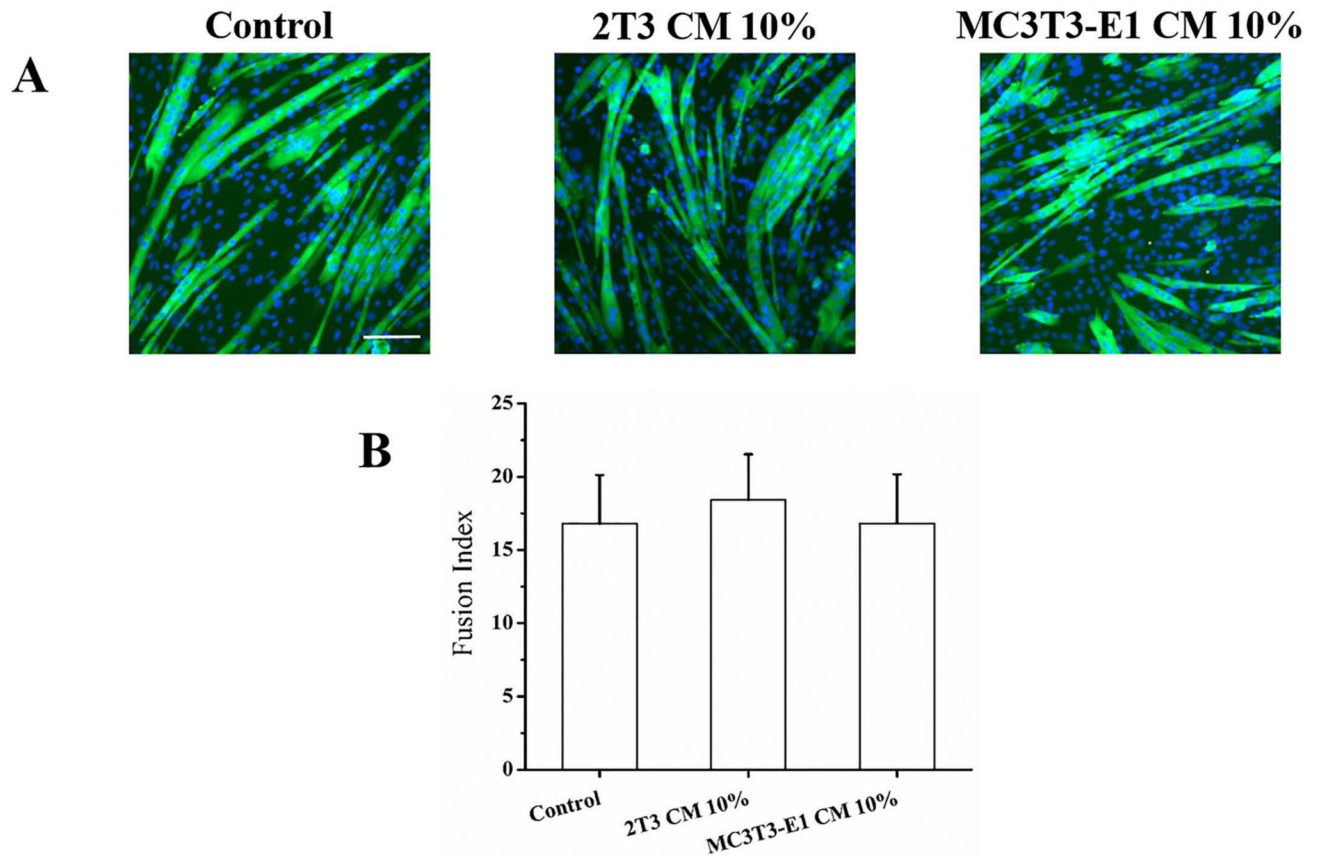 Control
2T3 CM 10%
MC3T3-E1 CM 10%
A
B
25
20
15
10
5
0
Fusion Index
Control
2T3 CM 10%
MC3T3-E1 CM 10%